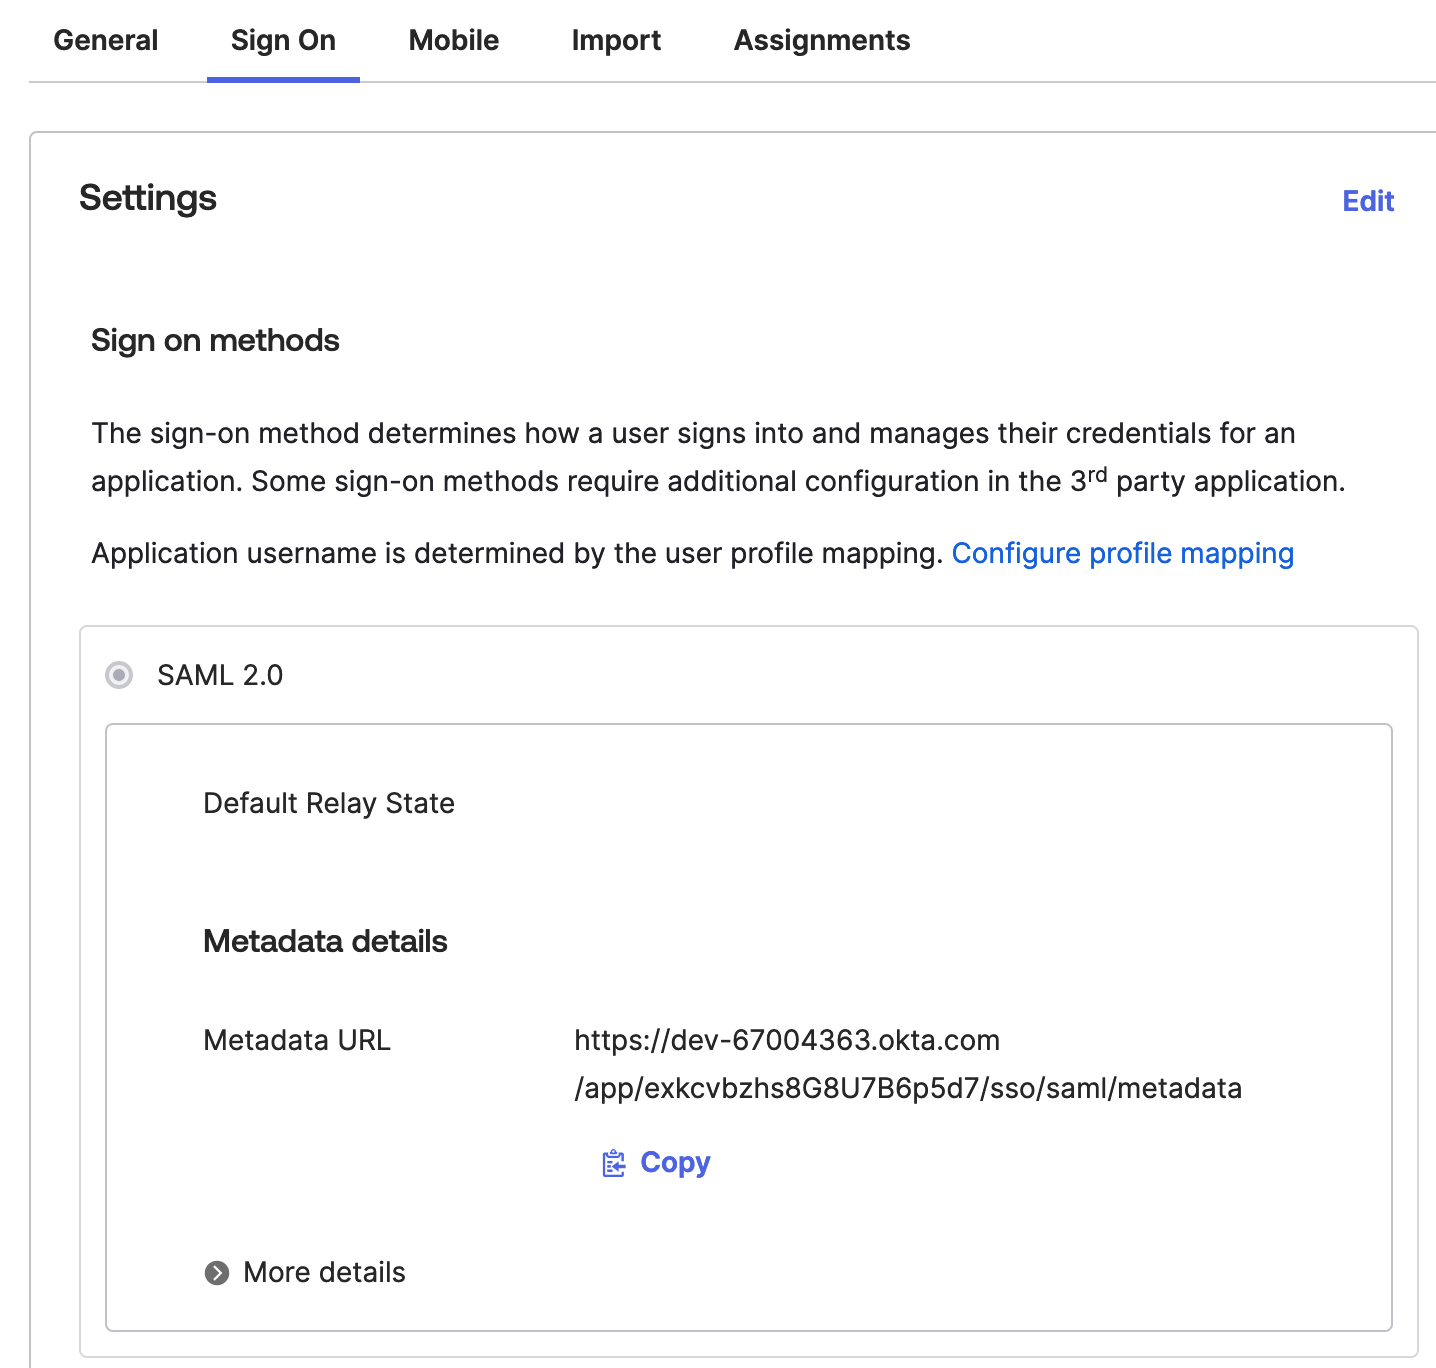 General Sign On Mobile Import Assignments
Settings Edit
Sign on methods
The sign-on method determines how a user signs into and manages their credentials for an
application. Some sign-on methods require additional configuration in the 3rd party application.
Application username is determined by the user profile mapping. Configure profile mapping
SAML 2.0
Default Relay State
Metadata details
Metadata URL https://dev-67004363.okta.com
/app/exkcvbzhs8G8U7B6p5d7/sso/saml/metadata
Copy
More details